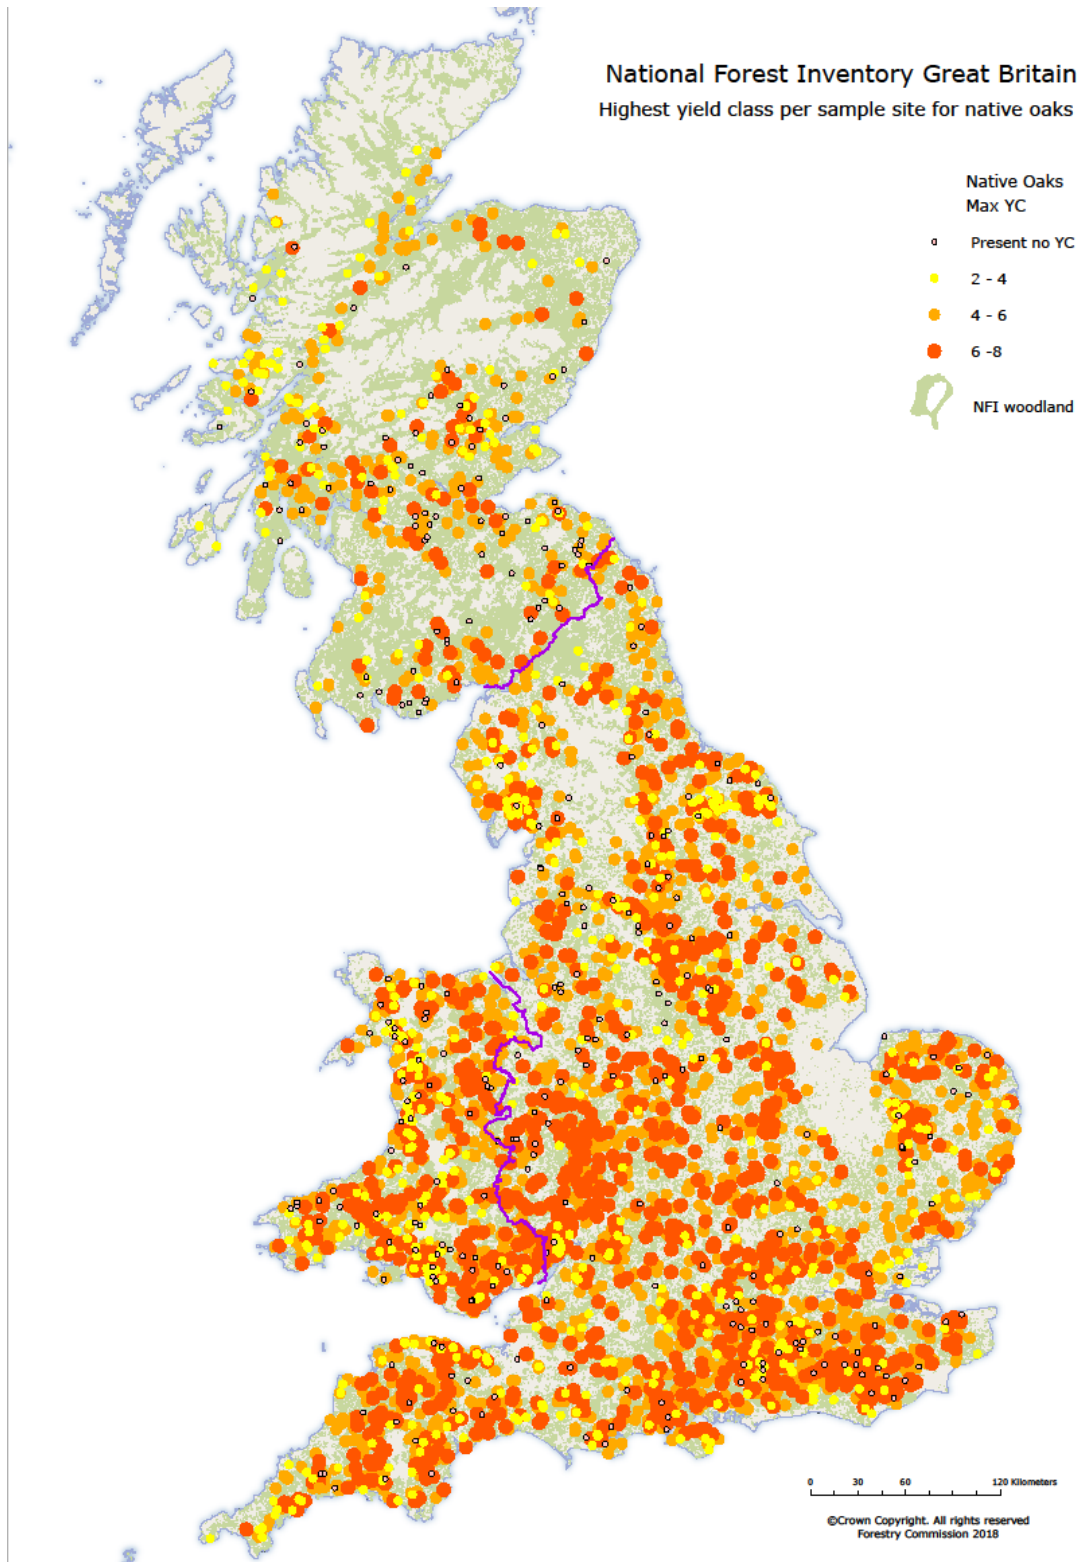 National Forest Inventory Great Britain
Highest yield class per sample site for native oaks
Native Oaks
Max YC
Present no YC
2 - 4
4 - 6
6 -8
NFI woodland
0 30 60 120 Kilometers
©Crown Copyright. All rights reserved
Forestry Commission 2018